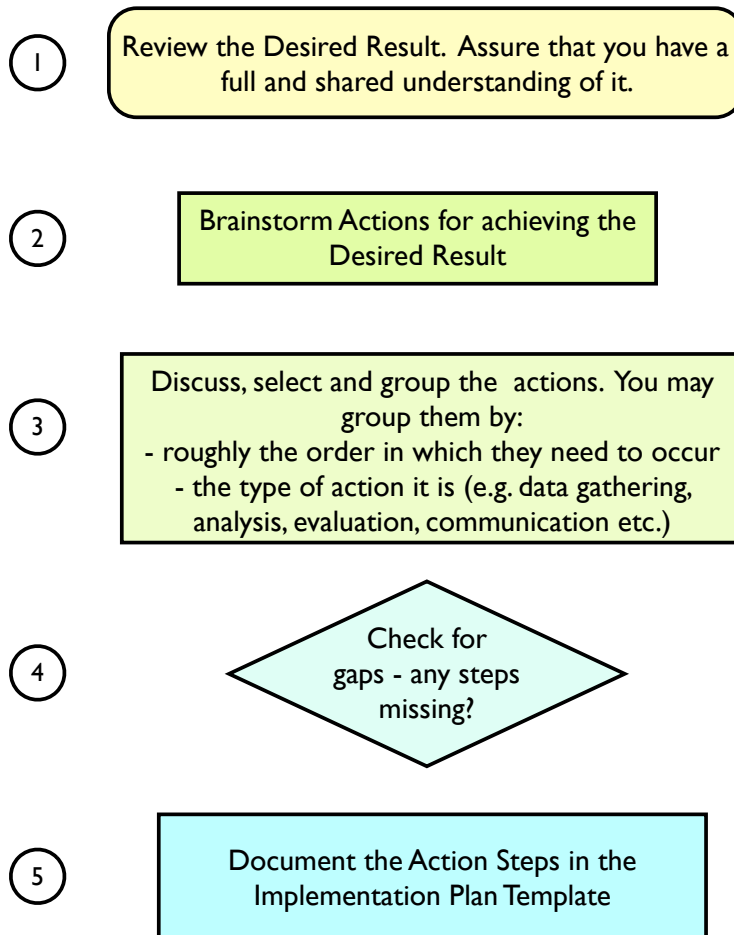 1
Review the Desired Result. Assure that you have a
full and shared understanding of it.
2
Brainstorm Actions for achieving the
Desired Result
3
Discuss, select and group the actions. You may
group them by:
- roughly the order in which they need to occur
- the type of action it is (e.g. data gathering,
analysis, evaluation, communication etc.)
4
Check for
gaps - any steps
missing?
5
Document the Action Steps in the
Implementation Plan Template